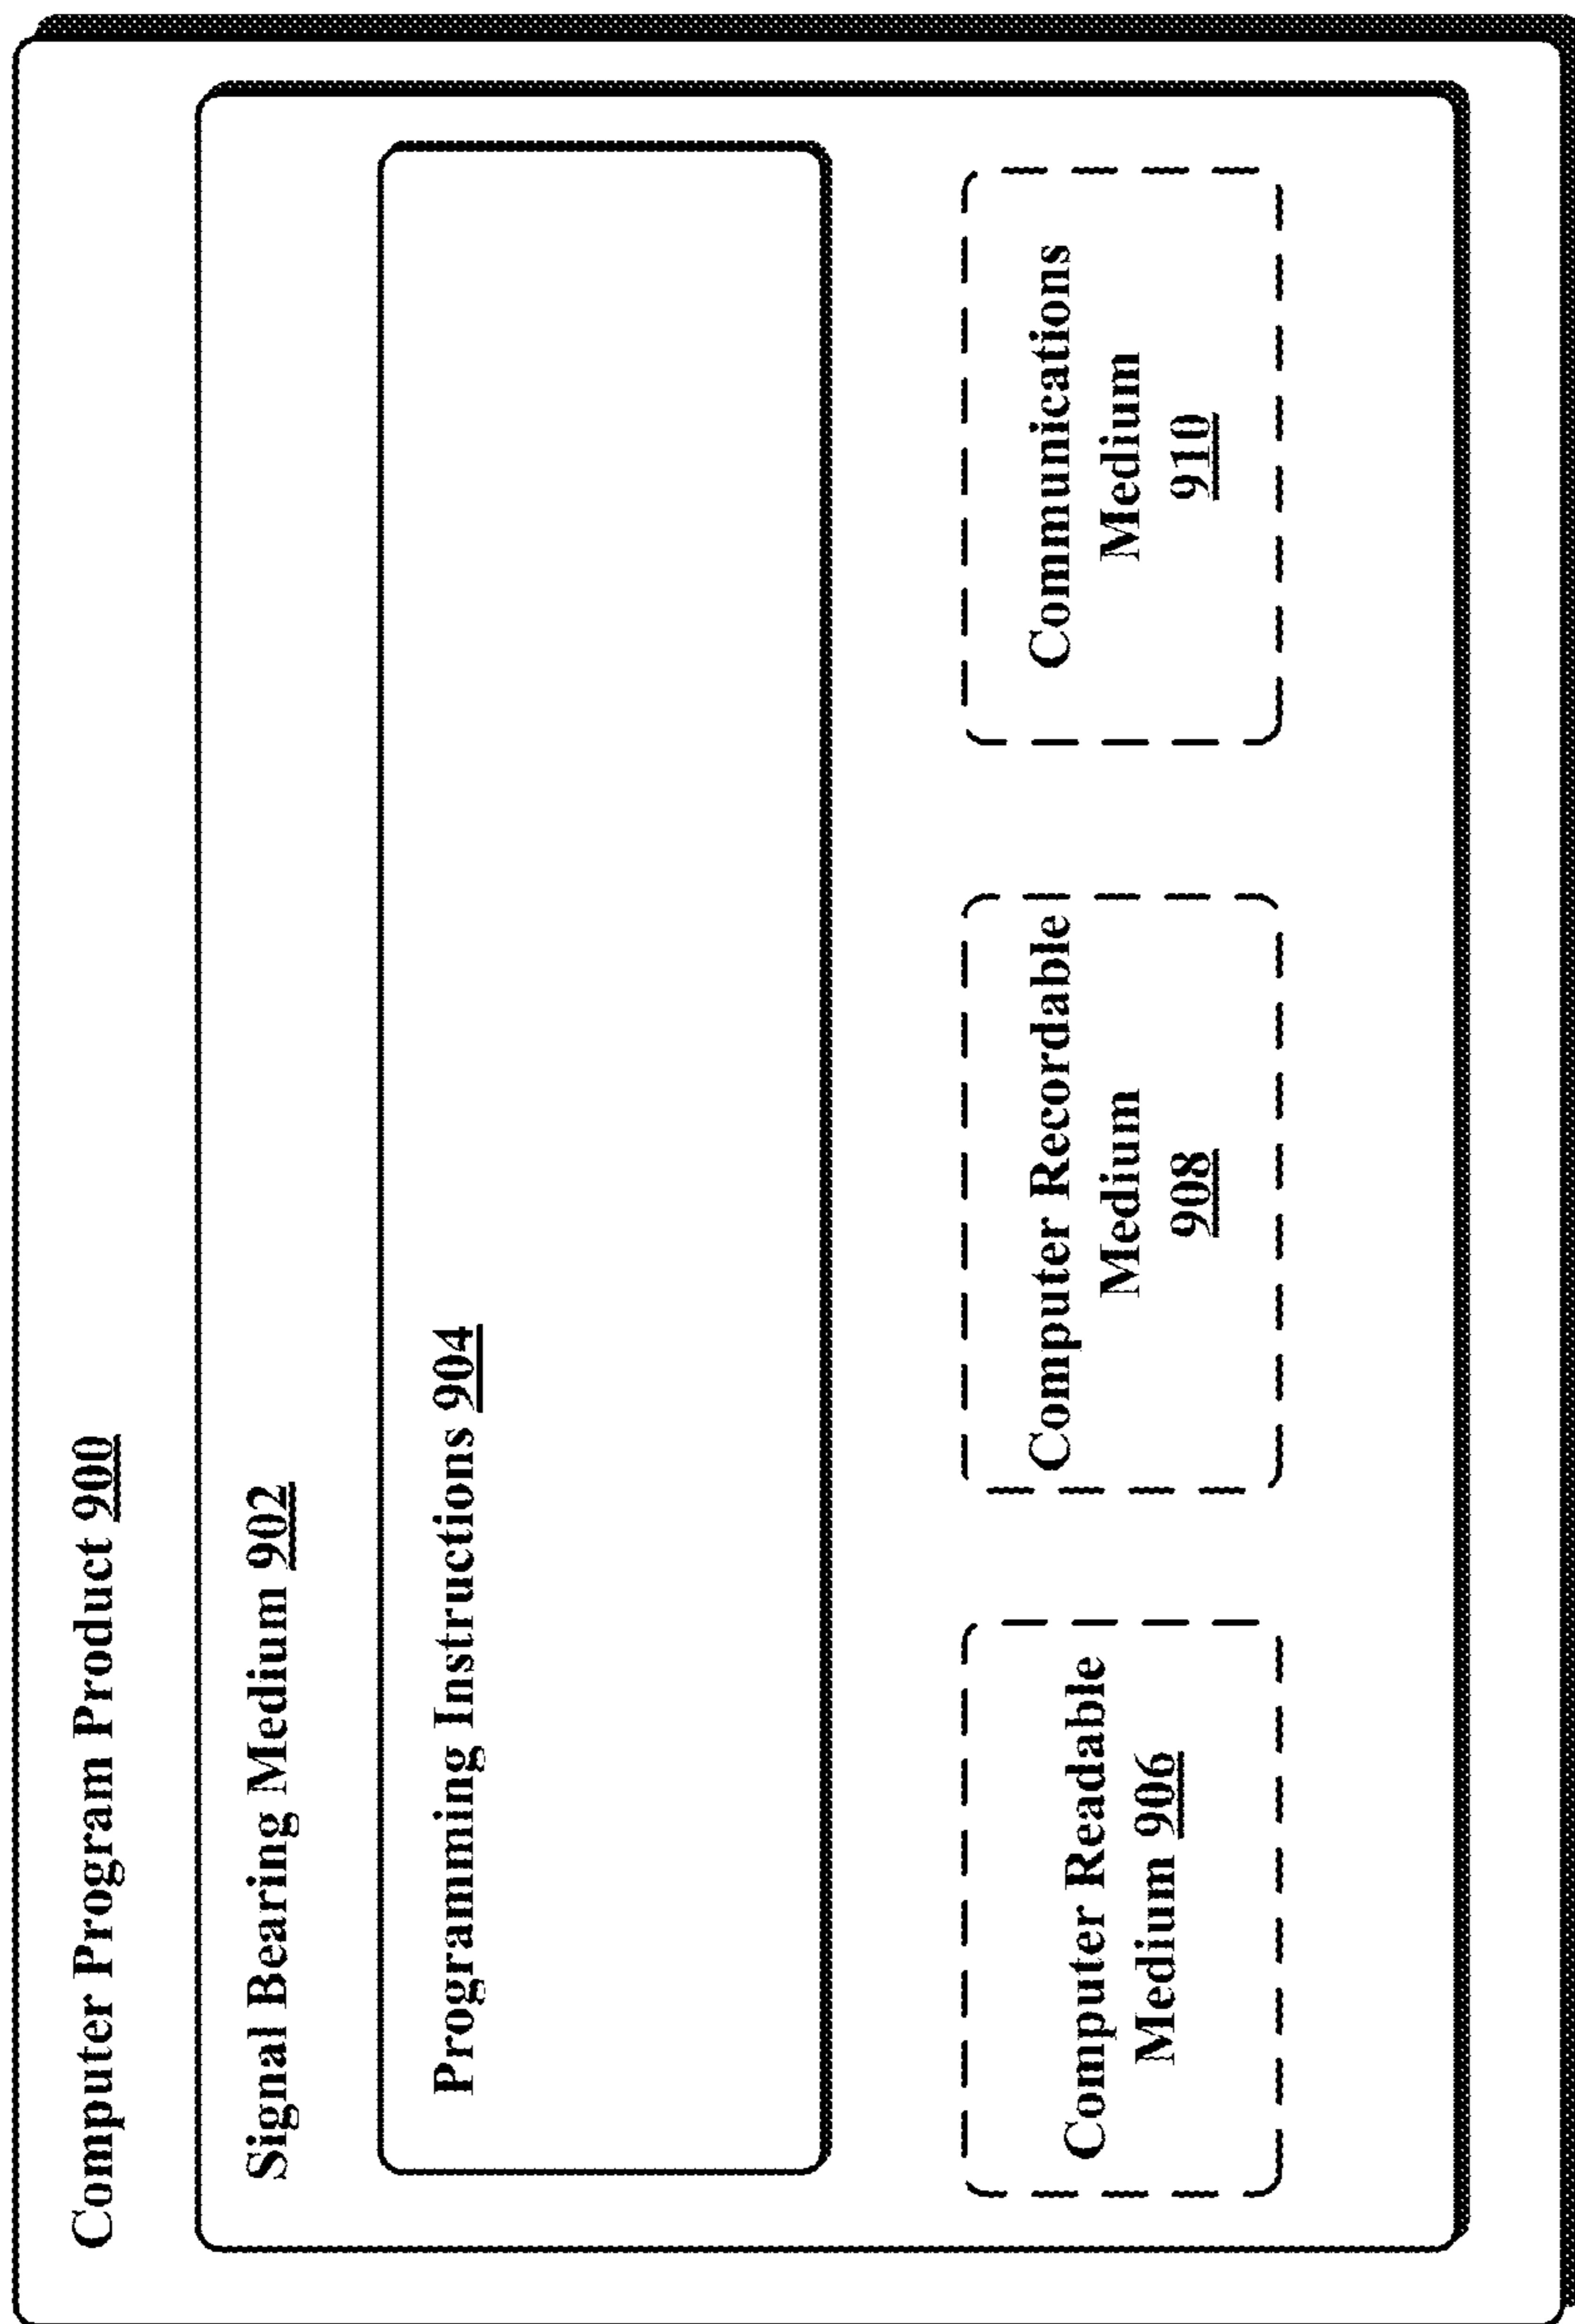 Computer Program Product 900
Signal Bearing Medium 902
Programming Instructions 904
Computer Readable
Medium 906
Computer Recordable
Medium
908
Communications
Medium
910